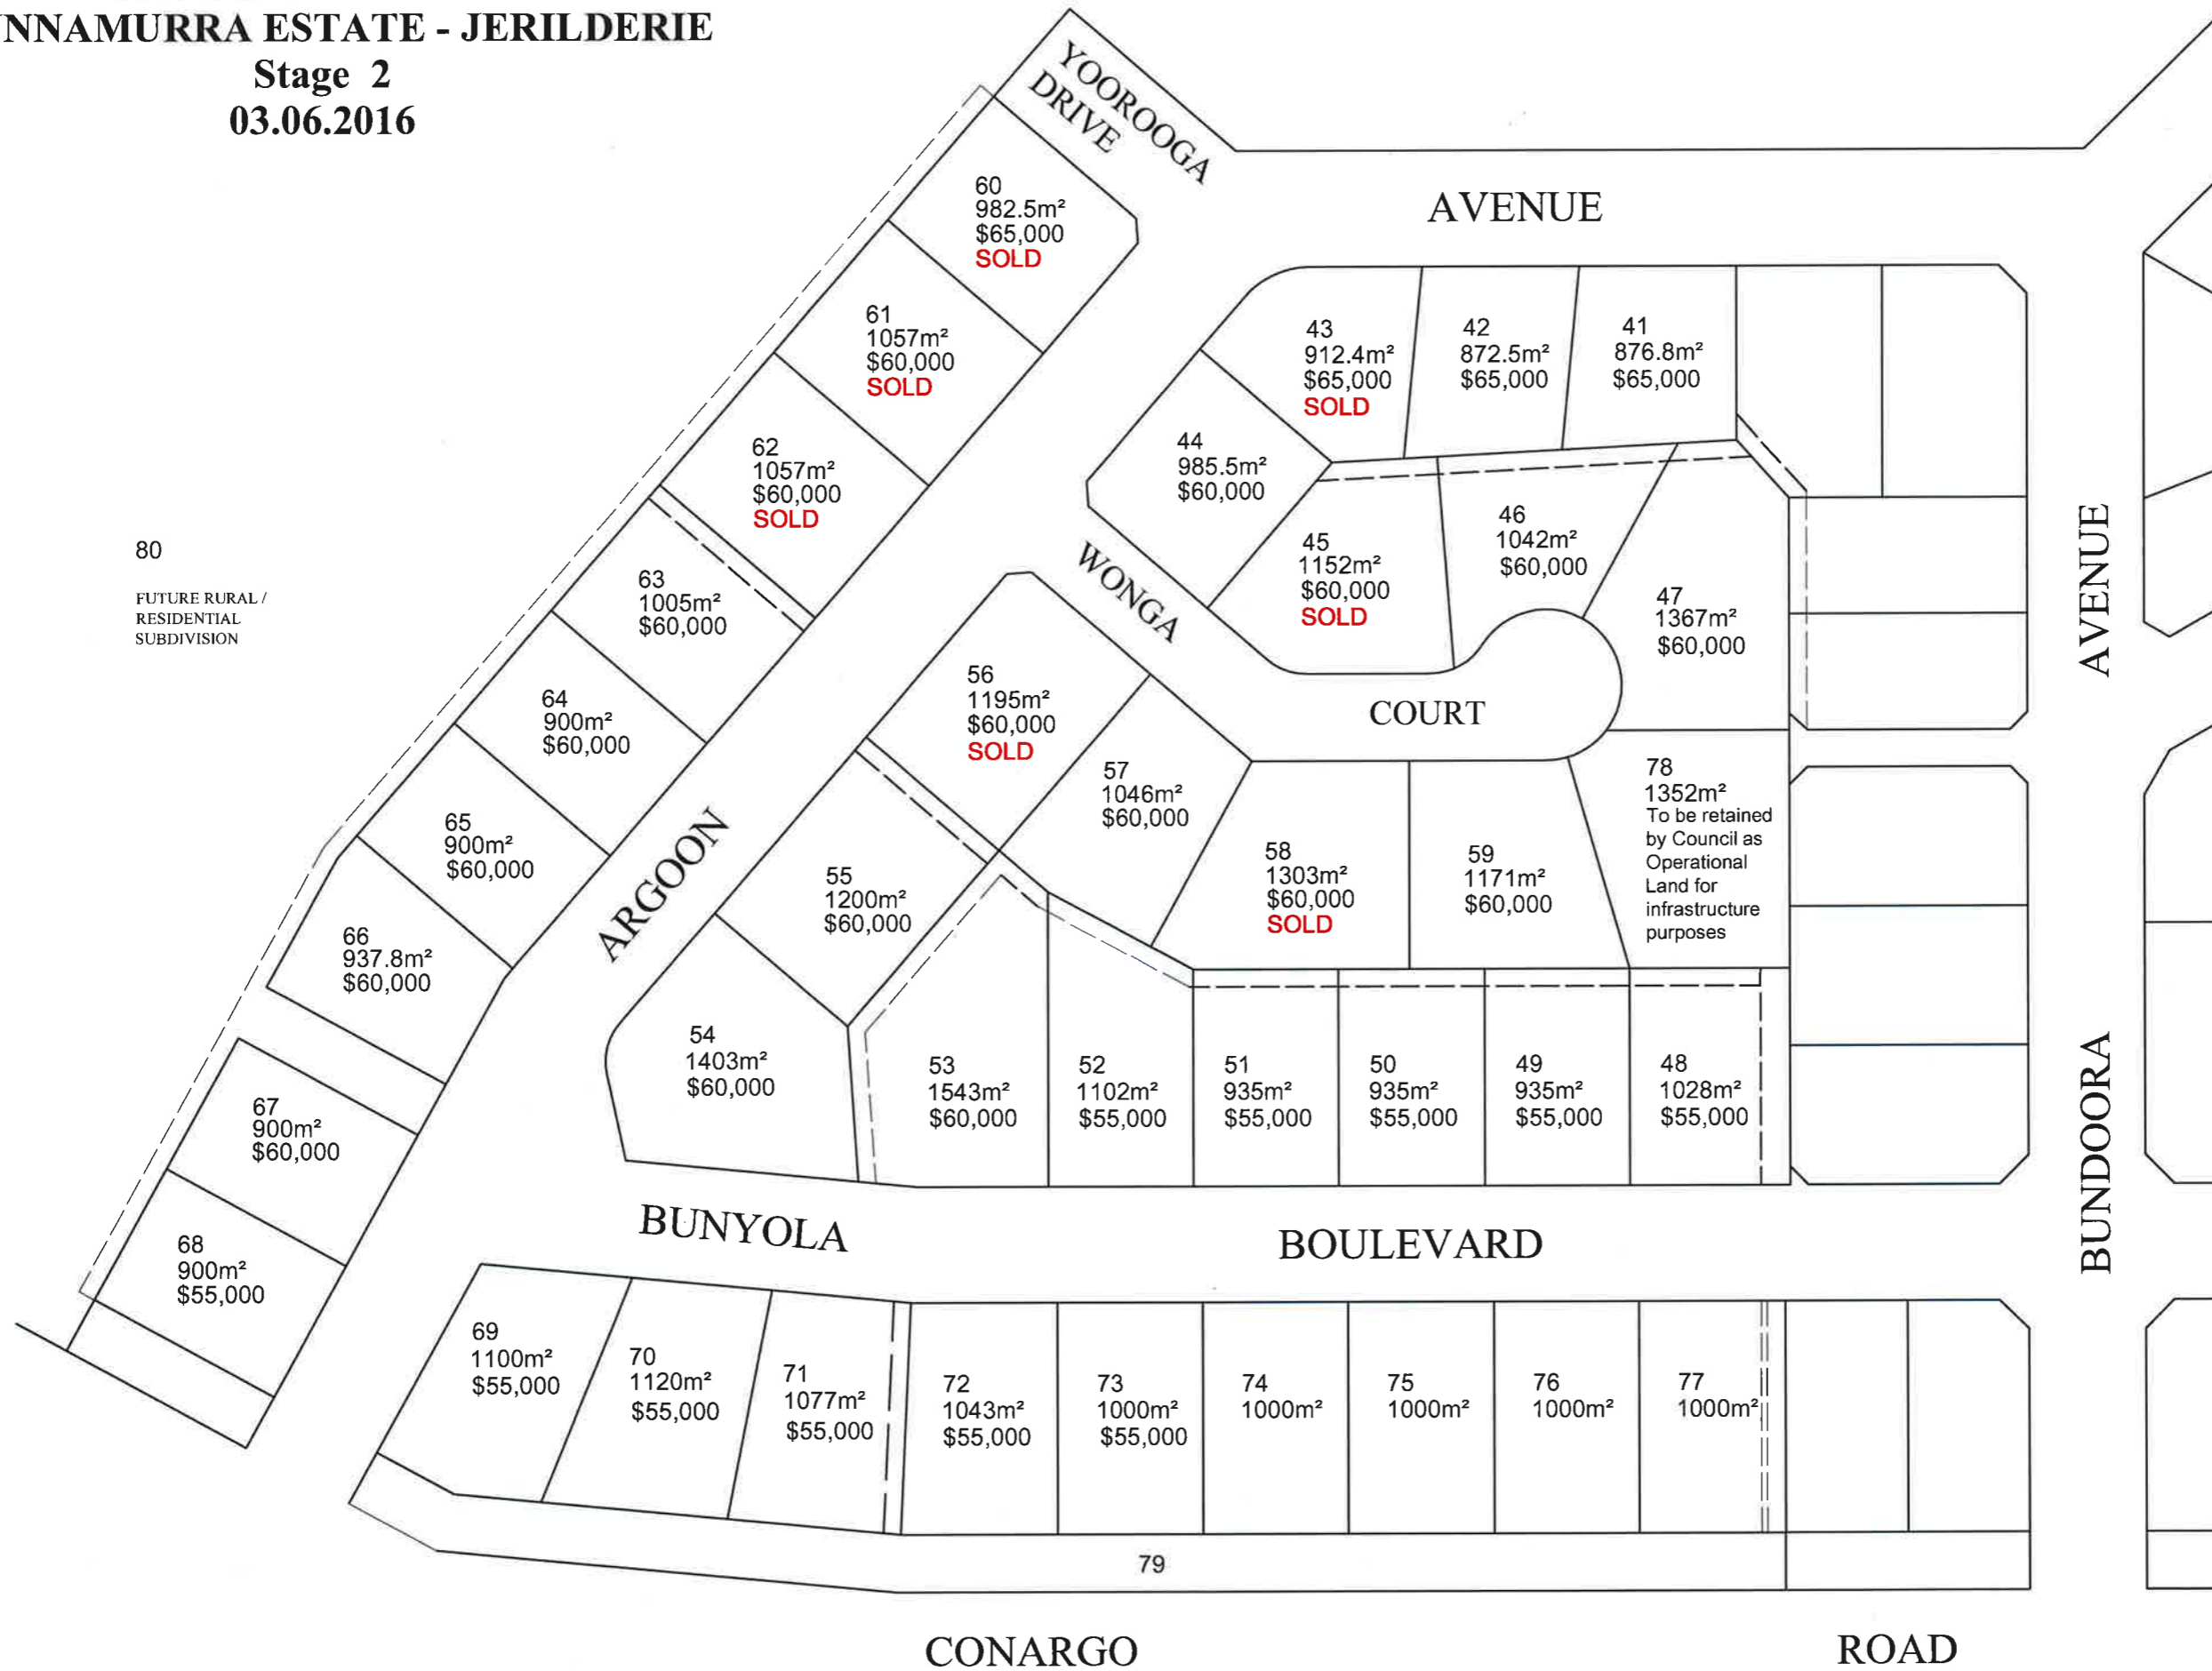 NNAMURRA ESTATE - JERILDERIE
Stage 2
03.06.2016
YOOROOGA
DRIVE
AVENUE
60
982.5m²
$65,000
SOLD
61
1057m²
$60,000
SOLD
62
1057m²
$60,000
SOLD
43
912.4m²
$65,000
SOLD
42
872.5m²
$65,000
41
876.8m²
$65,000
44
985.5m²
$60,000
45
1152m²
$60,000
SOLD
46
1042m²
$60,000
47
1367m²
$60,000
80
FUTURE RURAL /
RESIDENTIAL
SUBDIVISION
63
1005m²
$60,000
64
900m²
$60,000
65
900m²
$60,000
66
937.8m²
$60,000
67
900m²
$60,000
68
900m²
$55,000
WONGA
COURT
AVENUE
56
1195m²
$60,000
SOLD
57
1046m²
$60,000
58
1303m²
$60,000
SOLD
59
1171m²
$60,000
78
1352m²
To be retained
by Council as
Operational
Land for
infrastructure
purposes
ARGOON
55
1200m²
$60,000
54
1403m²
$60,000
53
1543m²
$60,000
52
1102m²
$55,000
51
935m²
$55,000
50
935m²
$55,000
49
935m²
$55,000
48
1028m²
$55,000
BUNDOORA
BUNYOLA
BOULEVARD
69
1100m²
$55,000
70
1120m²
$55,000
71
1077m²
$55,000
72
1043m²
$55,000
73
1000m²
$55,000
74
1000m²
75
1000m²
76
1000m²
77
1000m²
79
CONARGO
ROAD